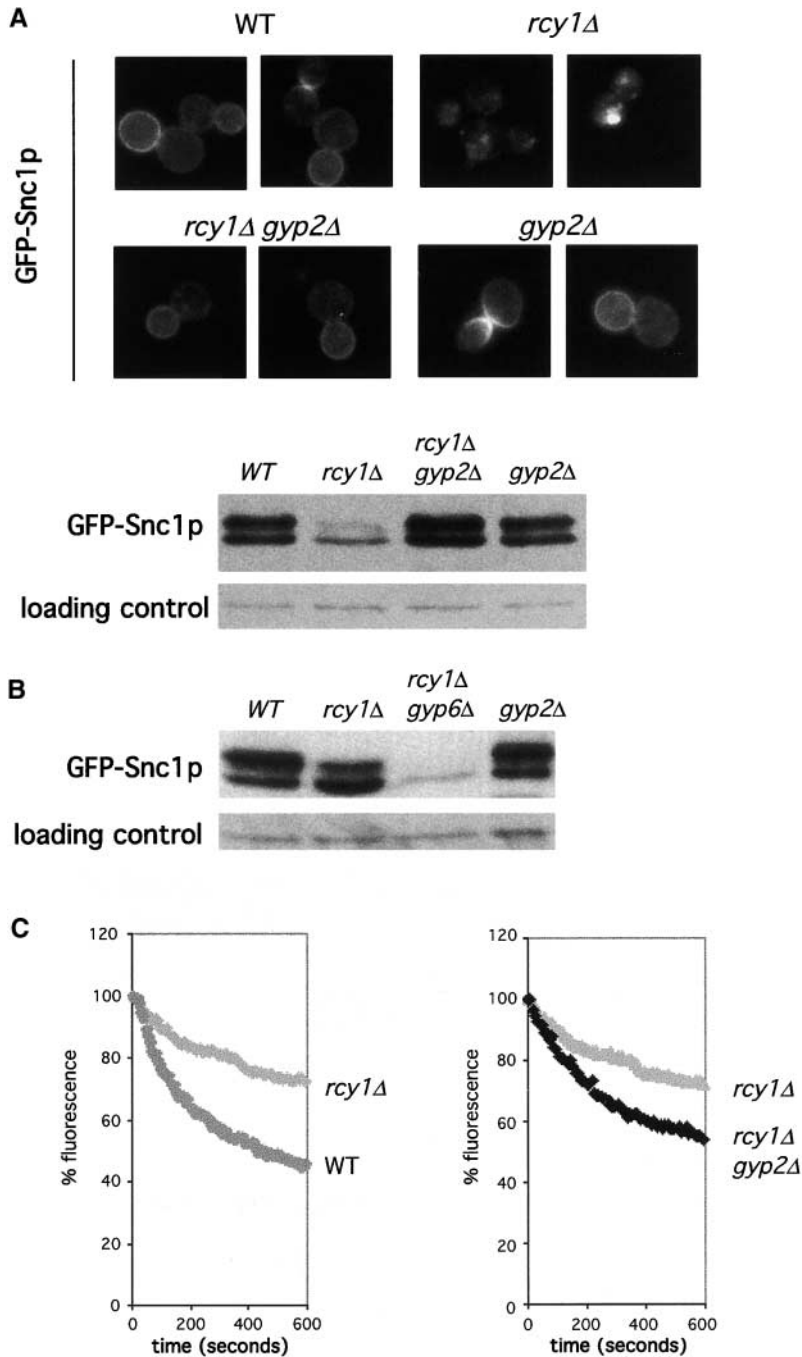 A
WT
rcy1Δ
GFP-Snc1p
rcy1Δ gyp2Δ
gyp2Δ
WT
rcy1Δ
rcy1Δ
gyp2Δ
gyp2Δ
GFP-Snc1p
loading control
B
WT
rcy1Δ
rcy1Δ
gyp6Δ
gyp2Δ
GFP-Snc1p
loading control
C
120
100
80
60
40
20
0
% fluorescence
0
200
400
600
time (seconds)
rcy1Δ
WT
120
100
80
60
40
20
0
% fluorescence
0
200
400
600
time (seconds)
rcy1Δ
rcy1Δ
gyp2Δ